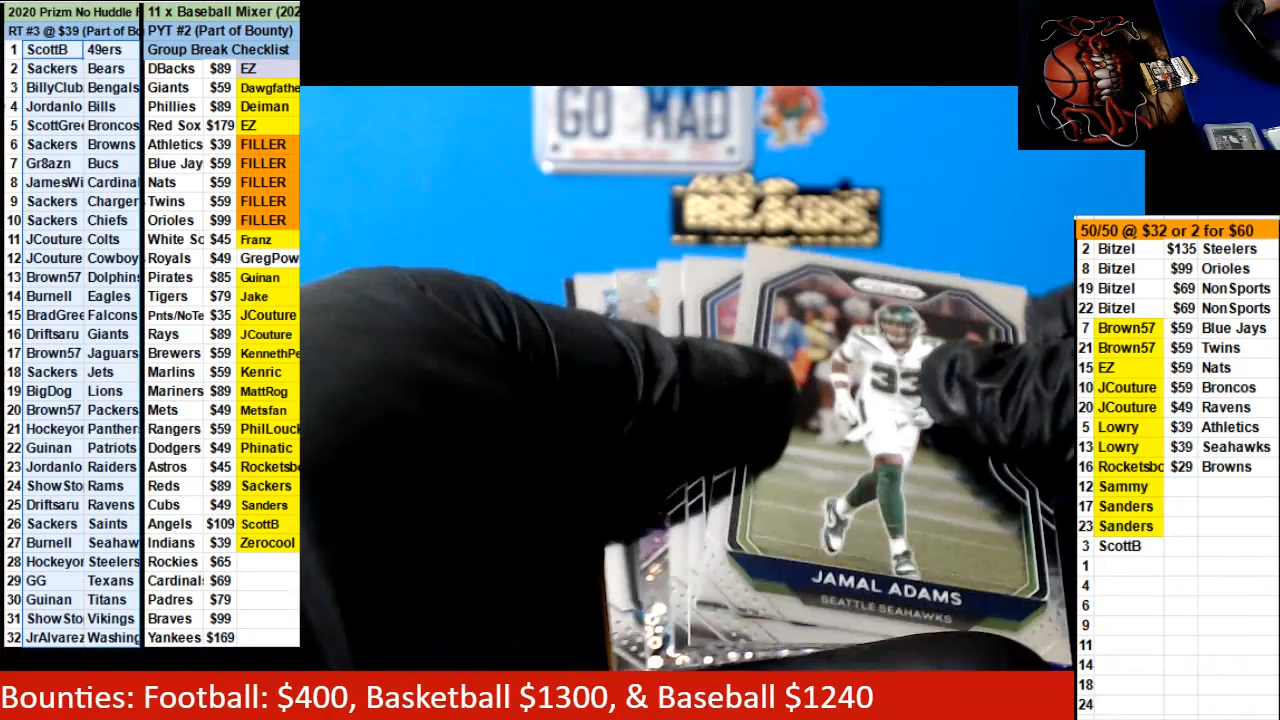 2020 Prizm No Huddle
RT #3 @ $39 (Part of Bo
1 ScottB 49ers
2 Sackers Bears
3 BillyClub Bengals
4 Jordanlo Bills
5 ScottGree Broncos
6 Sackers Browns
7 Gr8azn Bucs
8 JamesWi Cardina
9 Sackers Charger
10 Sackers Chiefs
11 JCouture Colts
12 JCouture Cowboy
13 Brown57 Dolphin
14 Burnell Eagles
15 BradGree Falcons
16 Driftsaru Giants
17 Brown57 Jaguars
18 Sackers Jets
19 BigDog Lions
20 Brown57 Packers
21 Hockeyor Panther
22 Guinan Patriots
23 Jordanlo Raiders
24 ShowSto Rams
25 Driftsaru Ravens
26 Sackers Saints
27 Burnell Seahaw
28 Hockeyor Steelers
29 GG Texans
30 Guinan Titans
31 ShowSto Vikings
32 JrAlvarez Washing
11 x Baseball Mixer (202
PYT #2 (Part of Bounty)
Group Break Checklist
DBacks $89 EZ
Giants $59 Dawgfathe
Phillies $89 Deiman
Red Sox $179 EZ
Athletics $39 FILLER
Blue Jay $59 FILLER
Nats $59 FILLER
Twins $59 FILLER
Orioles $99 FILLER
White So $45 Franz
Royals $49 GregPow
Pirates $85 Guinan
Tigers $79 Jake
Pnts/NoTe $35 JCouture
Rays $89 JCouture
Brewers $59 KennethPe
Marlins $59 Kenric
Mariners $89 MattRog
Mets $49 Metsfan
Rangers $59 PhilLouck
Dodgers $49 Phinatic
Astros $45 Rocketsbo
Reds $89 Sackers
Cubs $49 Sanders
Angels $109 ScottB
Indians $39 Zerocool
Rockies $65
Cardinals $69
Padres $79
Braves $99
Yankees $169
GO MAD
PRIZM
33
JAMAL ADAMS
SEATTLE SEAHAWKS
50/50 @ $32 or 2 for $60
2 Bitzel $135 Steelers
8 Bitzel $99 Orioles
19 Bitzel $69 NonSports
22 Bitzel $69 NonSports
7 Brown57 $59 Blue Jays
21 Brown57 $59 Twins
15 EZ $59 Nats
10 JCouture $59 Broncos
20 JCouture $49 Ravens
5 Lowry $39 Athletics
13 Lowry $39 Seahawks
16 Rocketsbo $29 Browns
12 Sammy
17 Sanders
23 Sanders
3 ScottB
1
4
6
9
11
14
18
24
Bounties: Football: $400, Basketball $1300, & Baseball $1240